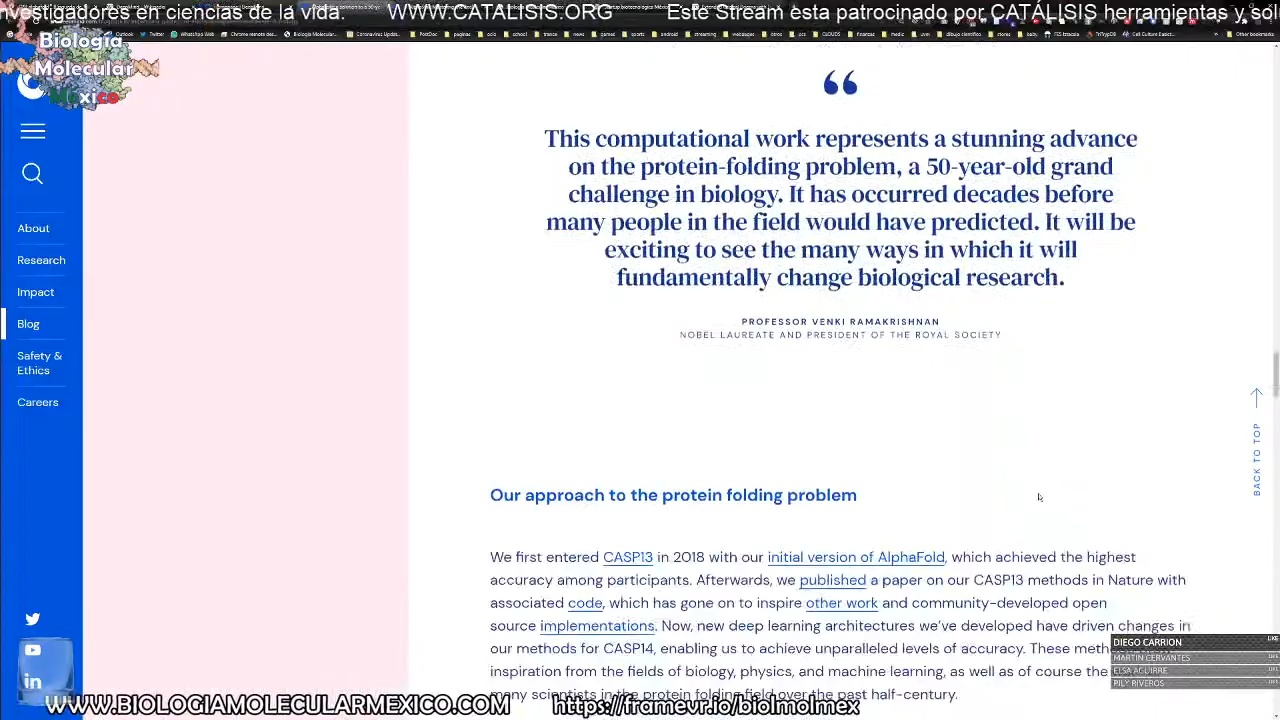 nvestigadores en ciencias de la vida. WWW.CATALISIS.ORG Este Stream esta patrocinado por CATÁLISIS herramientas y sol
Biología
Molecular
México
About
Research
Impact
Blog
Safety &
Ethics
Careers
“
This computational work represents a stunning advance
on the protein-folding problem, a 50-year-old grand
challenge in biology. It has occurred decades before
many people in the field would have predicted. It will be
exciting to see the many ways in which it will
fundamentally change biological research.
PROFESSOR VENKI RAMAKRISHNAN
NOBEL LAUREATE AND PRESIDENT OF THE ROYAL SOCIETY
BACK TO TOP
Our approach to the protein folding problem
We first entered CASP13 in 2018 with our initial version of AlphaFold, which achieved the highest
accuracy among participants. Afterwards, we published a paper on our CASP13 methods in Nature with
associated code, which has gone on to inspire other work and community-developed open
source implementations. Now, new deep learning architectures we’ve developed have driven changes in
our methods for CASP14, enabling us to achieve unparalleled levels of accuracy. These
inspiration from the fields of biology, physics, and machine learning, as well as of course the
many scientists in the protein folding field over the past half-century.
DIEGO CARRION LIKE
MARTIN CERVANTES
ELSA AGUIRRE
PILY RIVEROS
WWW.BIOLOGIAMOLECULARMEXICO.COM https://framevr.io/biolmolmex